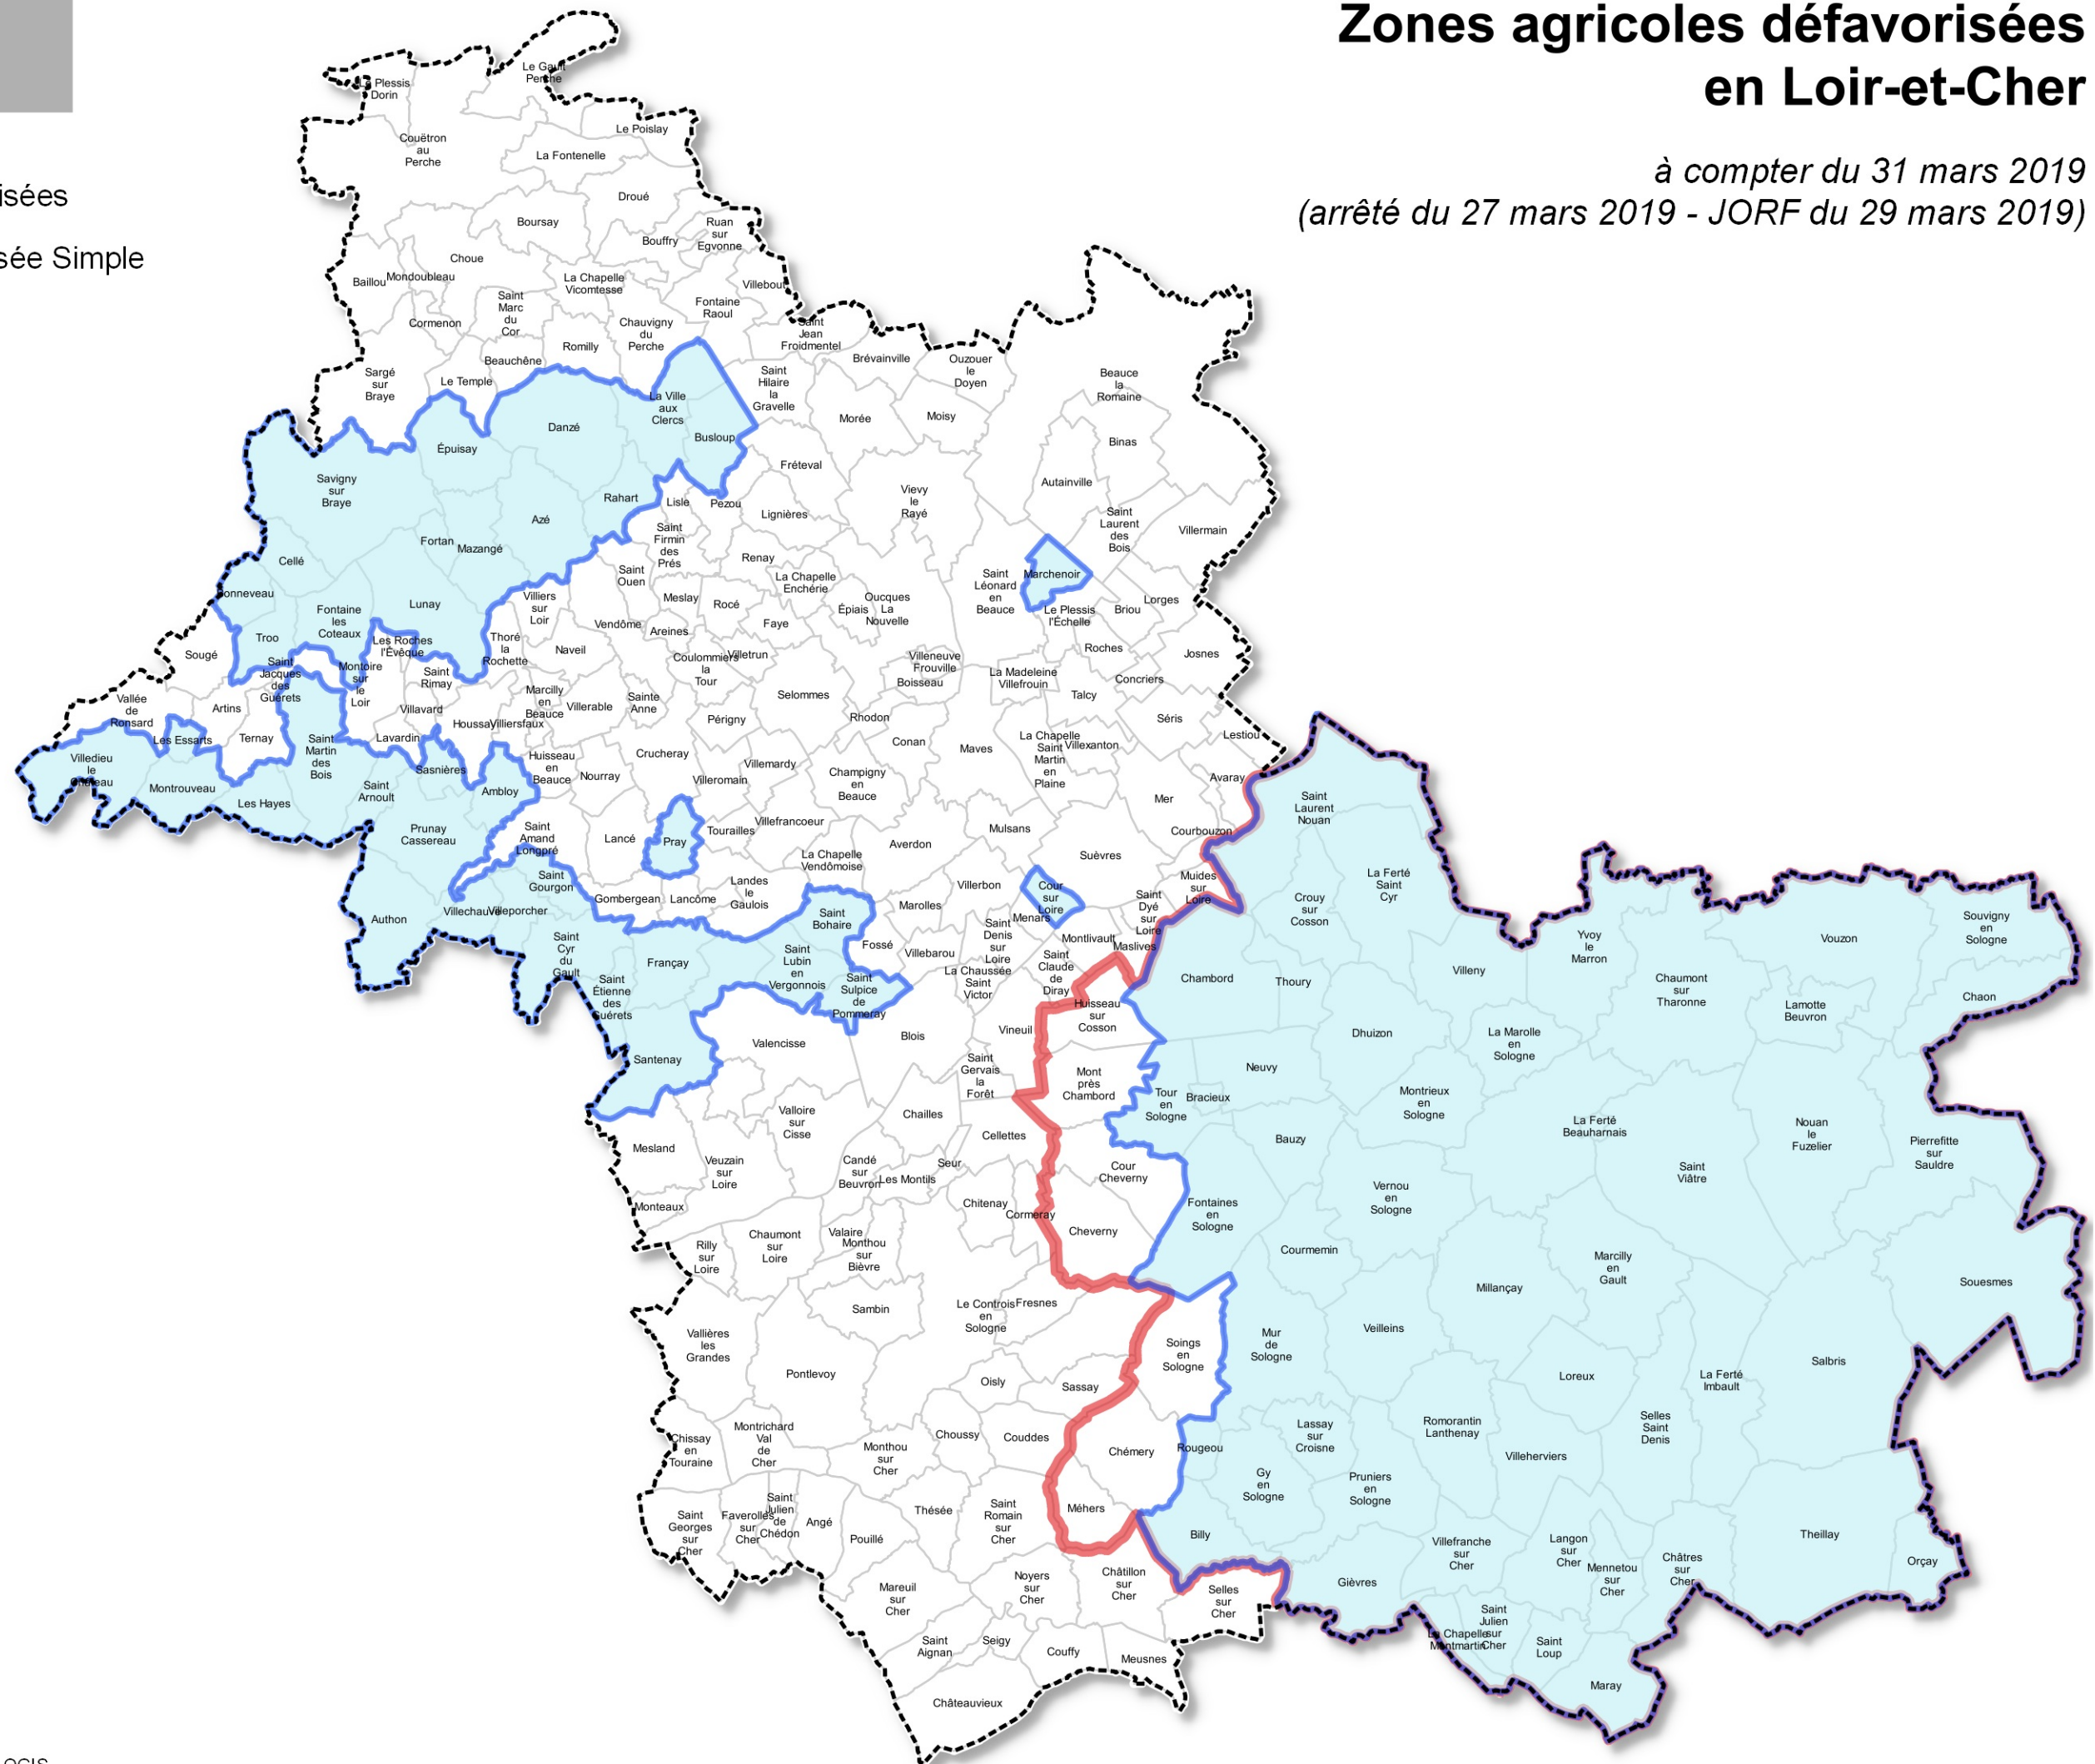 Zones agricoles défavorisées
en Loir-et-Cher
à compter du 31 mars 2019
(arrêté du 27 mars 2019 - JORF du 29 mars 2019)
isées
sée Simple
Le Plessis
Dorin
Le Gault
Perche
Couëtron
au
Perche
Le Poislay
La Fontenelle
Droué
Boursay
Ruan
sur
Egvonne
Bouffry
Choue
Baillou
Mondoubleau
La Chapelle
Vicomtesse
Villebout
Saint
Marc
du
Cor
Fontaine
Raoul
Cormenon
Chauvigny
du
Perche
Saint
Jean
Froidmentel
Romilly
Beauchêne
Brévainville
Ouzouer
le
Doyen
Sargé
sur
Braye
Le Temple
Saint
Hilaire
la
Gravelle
Beauce
la
Romaine
La Ville
aux
Clercs
Morée
Moisy
Danzé
Busloup
Binas
Épuisay
Fréteval
Savigny
sur
Braye
Autainville
Rahart
Lisle
Pezou
Vievy
le
Rayé
Lignières
Azé
Saint
Laurent
des
Bois
Villermain
Saint
Firmin
des
Prés
Fortan
Mazangé
Renay
Cellé
Saint
Ouen
La Chapelle
Enchérie
Saint
Léonard
en
Beauce
Marchenoir
Bonneveau
Lunay
Villiers
sur
Loir
Meslay
Rocé
Épiais
Oucques
La
Nouvelle
Le Plessis
l'Échelle
Briou
Lorges
Fontaine
les
Coteaux
Vendôme
Areines
Faye
Troo
Les Roches
l'Évêque
Thoré
la
Rochette
Naveil
Roches
Josnes
Sougé
Saint
Jacques
des
Guérets
Montoire
sur
le
Loir
Saint
Rimay
Coulommiers
la
Tour
Villetrun
Villeneuve
Frouville
Boisseau
La Madeleine
Villefrouin
Concriers
Talcy
Vallée
de
Ronsard
Artins
Villavard
Marcilly
en
Beauce
Villerable
Sainte
Anne
Selommes
Périgny
Rhodon
Séris
Houssay
Villiersfaux
Lestiou
Les Essarts
Ternay
Lavardin
Conan
Maves
La Chapelle
Saint
Martin
en
Plaine
Villexanton
Villedieu
le
Château
Saint
Martin
des
Bois
Sasnières
Huisseau
en
Beauce
Crucheray
Villemardy
Nourray
Villeromain
Champigny
en
Beauce
Avaray
Montrouveau
Les Hayes
Saint
Arnoult
Ambloy
Mer
Saint
Laurent
Nouan
Prunay
Cassereau
Saint
Amand
Longpré
Lancé
Pray
Tourailles
Villefrancoeur
Mulsans
Courbouzon
Averdon
La Chapelle
Vendômoise
Suèvres
Saint
Gourgon
Landes
le
Gaulois
Villerbon
Cour
sur
Loire
Muides
sur
Loire
La Ferté
Saint
Cyr
Gombergean
Lancôme
Marolles
Authon
Villechauve
Villeporcher
Saint
Bohaire
Menars
Saint
Dyé
sur
Loire
Crouy
sur
Cosson
Souvigny
en
Sologne
Saint
Cyr
du
Gault
Fossé
Saint
Denis
sur
Loire
Montlivault
Maslives
Yvoy
le
Marron
Vouzon
Françay
Saint
Lubin
en
Vergonnois
Villebarou
La Chaussée
Saint
Victor
Saint
Claude
de
Diray
Chambord
Thoury
Villeny
Saint
Étienne
des
Guérets
Saint
Sulpice
de
Pommeray
Chaumont
sur
Tharonne
Chaon
Huisseau
sur
Cosson
Lamotte
Beuvron
Blois
Vineuil
Dhuizon
La Marolle
en
Sologne
Valencisse
Santenay
Saint
Gervais
la
Forêt
Mont
près
Chambord
Neuvy
Tour
en
Sologne
Bracieux
Montrieux
en
Sologne
Valloire
sur
Cisse
Chailles
La Ferté
Beauharnais
Nouan
le
Fuzelier
Cellettes
Bauzy
Pierrefitte
sur
Sauldre
Mesland
Veuzain
sur
Loire
Candé
sur
Beuvron
Seur
Les Montils
Cour
Cheverny
Saint
Viâtre
Monteaux
Chitenay
Cormeray
Vernou
en
Sologne
Fontaines
en
Sologne
Cheverny
Rilly
sur
Loire
Chaumont
sur
Loire
Valaire
Monthou
sur
Bièvre
Courmemin
Marcilly
en
Gault
Souesmes
Millançay
Sambin
Le Controis
en
Sologne
Fresnes
Vallières
les
Grandes
Soings
en
Sologne
Mur
de
Sologne
Veilleins
Pontlevoy
Oisly
Sassay
Loreux
La Ferté
Imbault
Salbris
Chissay
en
Touraine
Montrichard
Val
de
Cher
Monthou
sur
Cher
Choussy
Couddes
Chémery
Rougeou
Lassay
sur
Croisne
Romorantin
Lanthenay
Selles
Saint
Denis
Villeherviers
Gy
en
Sologne
Pruniers
en
Sologne
Saint
Georges
sur
Cher
Faverolles
sur
Cher
Saint
Julien
de
Chédon
Angé
Pouillé
Thésée
Saint
Romain
sur
Cher
Méhers
Billy
Theillay
Villefranche
sur
Cher
Langon
sur
Cher
Mennetou
sur
Cher
Châtres
sur
Cher
Orçay
Mareuil
sur
Cher
Noyers
sur
Cher
Châtillon
sur
Cher
Selles
sur
Cher
Gièvres
Saint
Aignan
Seigy
Couffy
Meusnes
La Chapelle
Montmartin
Saint
Julien
sur
Cher
Saint
Loup
Maray
Châteauvieux